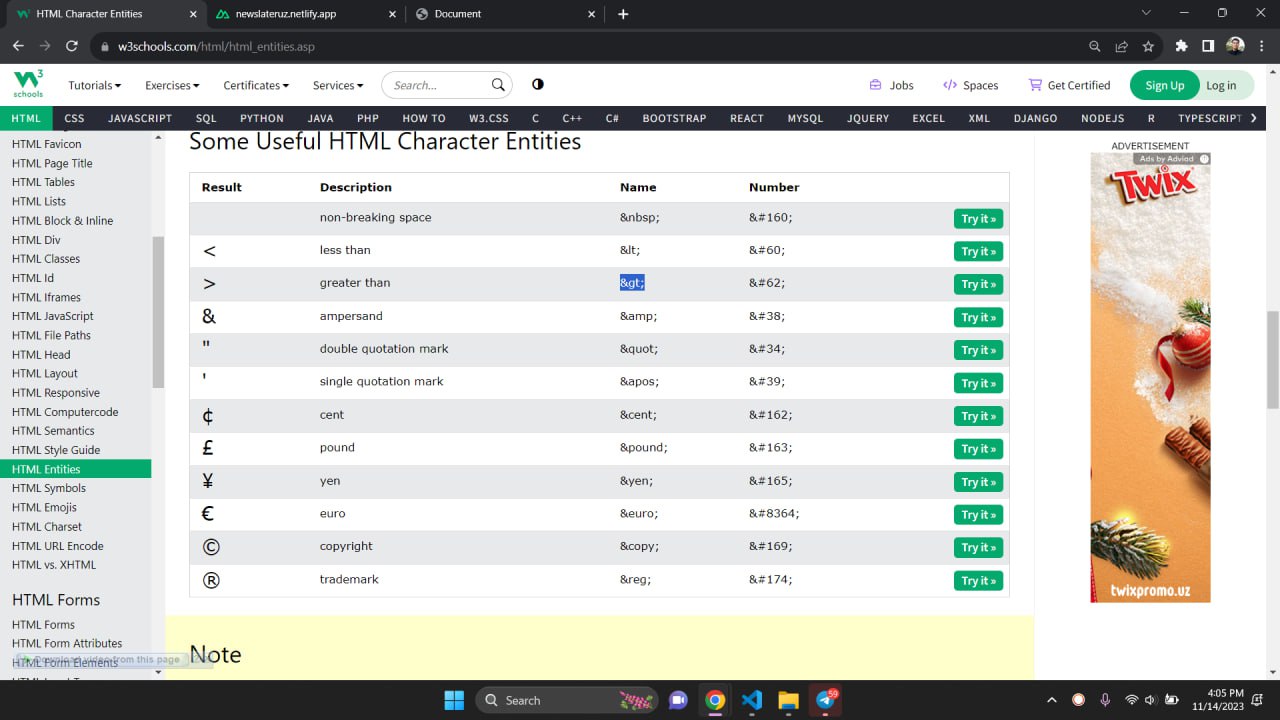 HTML Character Entities
newslateruz.netlify.app
Document
w3schools.com/html/html_entities.asp
W3 schools
Tutorials
Exercises
Certificates
Services
Search...
Jobs
Spaces
Get Certified
Sign Up
Log in
HTML CSS JAVASCRIPT SQL PYTHON JAVA PHP HOW TO W3.CSS C C++ C# BOOTSTRAP REACT MYSQL JQUERY EXCEL XML DJANGO NODEJS R TYPESCRIPT
HTML Favicon
HTML Page Title
HTML Tables
HTML Lists
HTML Block & Inline
HTML Div
HTML Classes
HTML Id
HTML Iframes
HTML JavaScript
HTML File Paths
HTML Head
HTML Layout
HTML Responsive
HTML Computercode
HTML Semantics
HTML Style Guide
HTML Entities
HTML Symbols
HTML Emojis
HTML Charset
HTML URL Encode
HTML vs. XHTML
HTML Forms
HTML Forms
HTML Form Attributes
HTML Form Elements
Download video from this page
Some Useful HTML Character Entities
Result Description Name Number
non-breaking space &nbsp; &#160; Try it »
< less than &lt; &#60; Try it »
> greater than &gt; &#62; Try it »
& ampersand &amp; &#38; Try it »
" double quotation mark &quot; &#34; Try it »
' single quotation mark &apos; &#39; Try it »
¢ cent &cent; &#162; Try it »
£ pound &pound; &#163; Try it »
¥ yen &yen; &#165; Try it »
€ euro &euro; &#8364; Try it »
© copyright &copy; &#169; Try it »
® trademark &reg; &#174; Try it »
Note
ADVERTISEMENT
Ads by Adviad
TWIX
twixpromo.uz
Search
59
4:05 PM
11/14/2023